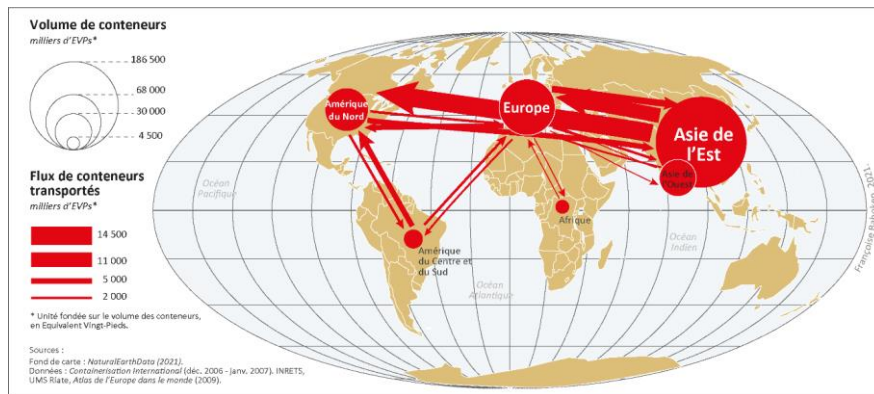 Volume de conteneurs
milliers d'EVPs*
186 500
68 000
30 000
4 500
Flux de conteneurs
transportés
milliers d'EVPs*
14 500
11 000
5 000
2 000
* Unité fondée sur le volume des conteneurs,
en Equivalent Vingt-Pieds.
Sources :
Fond de carte : NaturalEarthData (2021).
Données : Containerisation International (déc. 2006 - janv, 2007). INRETS,
UMS Riate, Atlas de l'Europe dans le monde (2009).
Amérique
du Nord
Europe
Asie de
l'Est
Asie de
l'Ouest
Océan
Pacifique
Afrique
Amérique
du Centre et
du Sud
Océan
Indien
Océan
Atlantique
Françoise Bahoken, 2021.